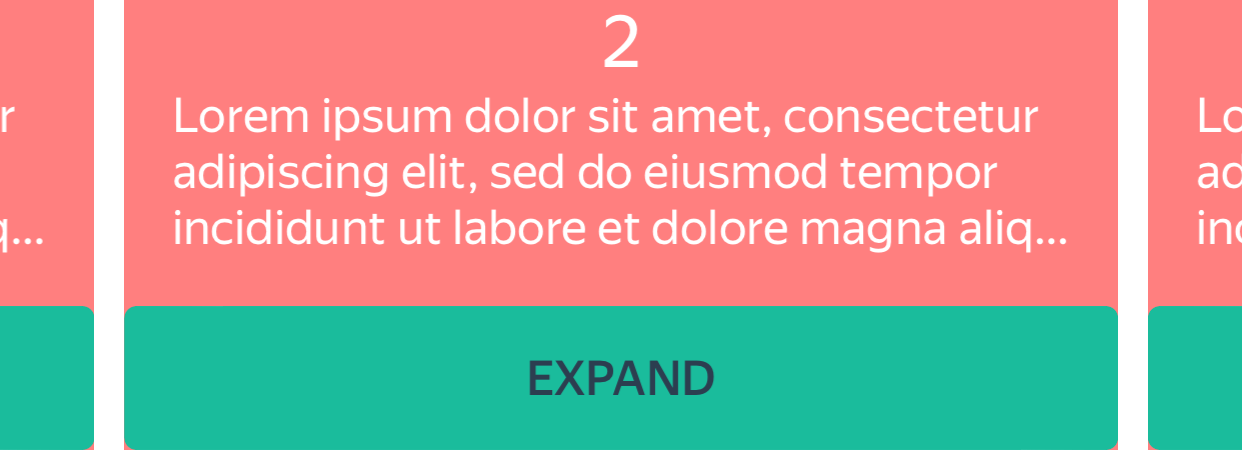 2
Lorem ipsum dolor sit amet, consectetur
adipiscing elit, sed do eiusmod tempor
incididunt ut labore et dolore magna aliq...
EXPAND